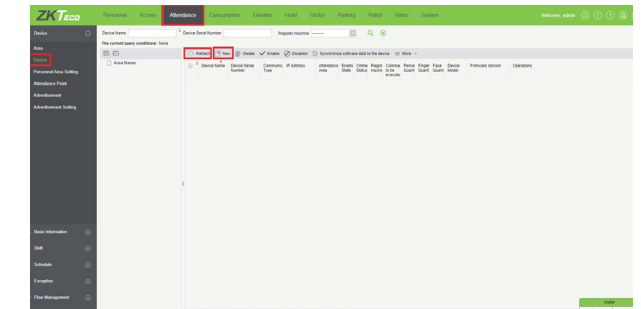 ZKTECO
Personnel Access Attendance Consumption Elevator Hotel Visitor Parking Patrol Video System
Welcome, admin
Device
Device Name
Device Serial Number
Register machine --------
The current query conditions: None
Area
Device
Personnel Area Setting
Attendance Point
Advertisement
Advertisement Setting
Refresh New Delete Enable Disabled Synchronize software data to the device More
Area Name
Device Name
Device Serial Number
Communic Type
IP Address
Attendance Area
Enable State
Online Status
Regist machi
Comma to be execute
Perso Quant
Finger Quant
Face Quant
Device Model
Firmware Version
Operations
Basic Information
Shift
Schedule
Exception
Flow Management